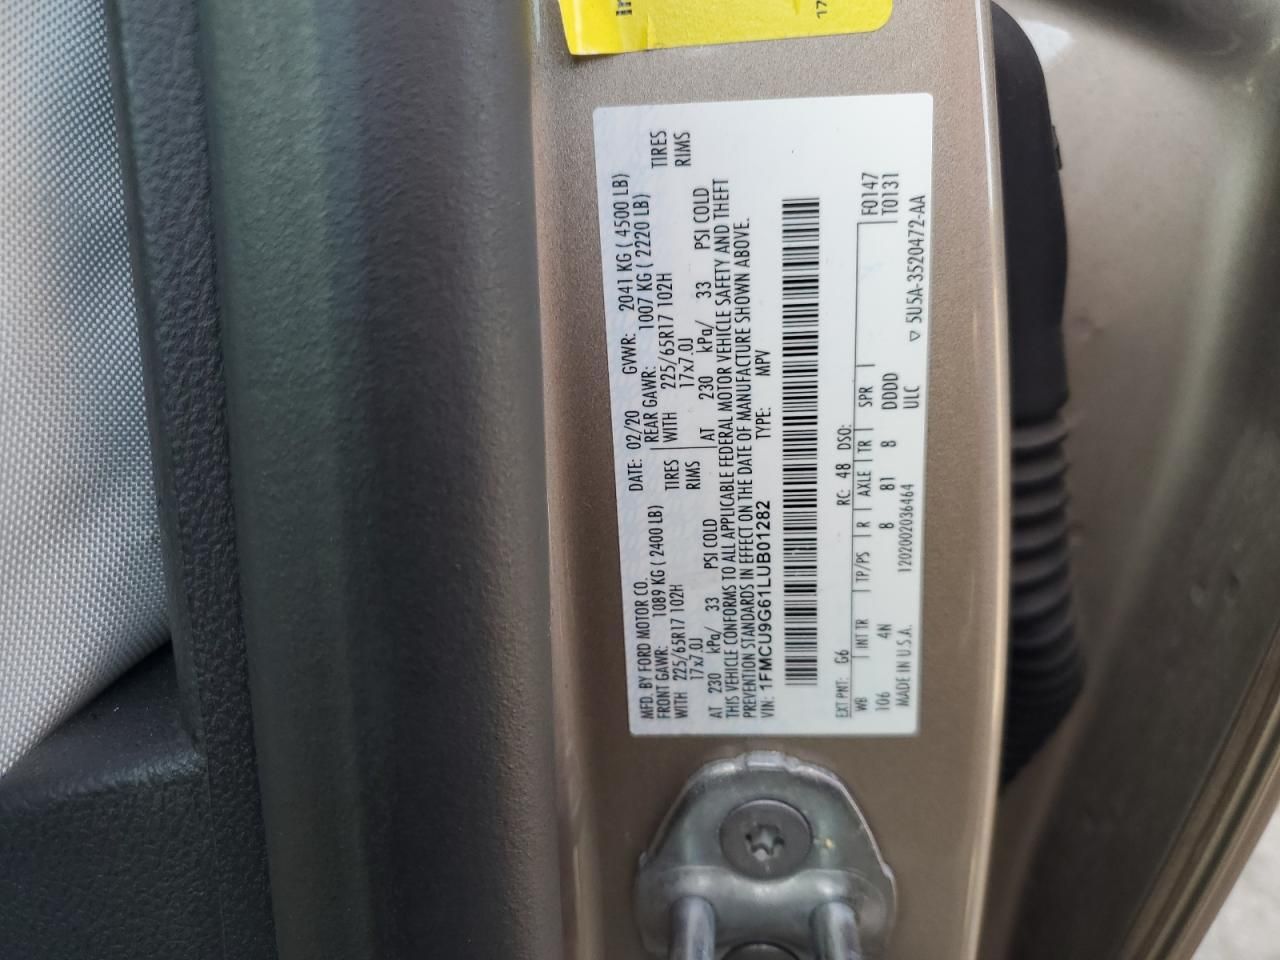 MFD. BY FORD MOTOR CO. DATE: 02/20 GVWR: 2041 KG ( 4500 LB)
FRONT GAWR: 1089 KG ( 2400 LB) REAR GAWR: 1007 KG ( 2220 LB)
WITH 225/65R17 102H TIRES WITH 225/65R17 102H TIRES
17x7.0J RIMS 17x7.0J RIMS
AT 230 kPa/ 33 PSI COLD AT 230 kPa/ 33 PSI COLD
THIS VEHICLE CONFORMS TO ALL APPLICABLE FEDERAL MOTOR VEHICLE SAFETY AND THEFT
PREVENTION STANDARDS IN EFFECT ON THE DATE OF MANUFACTURE SHOWN ABOVE.
VIN: 1FMCU9G61LUB01282 TYPE: MPV
EXT PNT: G6 RC: 48 DSO: F0147
WB INT TR TP/PS R AXLE TR SPR T0131
106 4N 8 81 8 DDDD
MADE IN U.S.A. 1202002036464 ULC ▽ 5U5A-3520472-AA